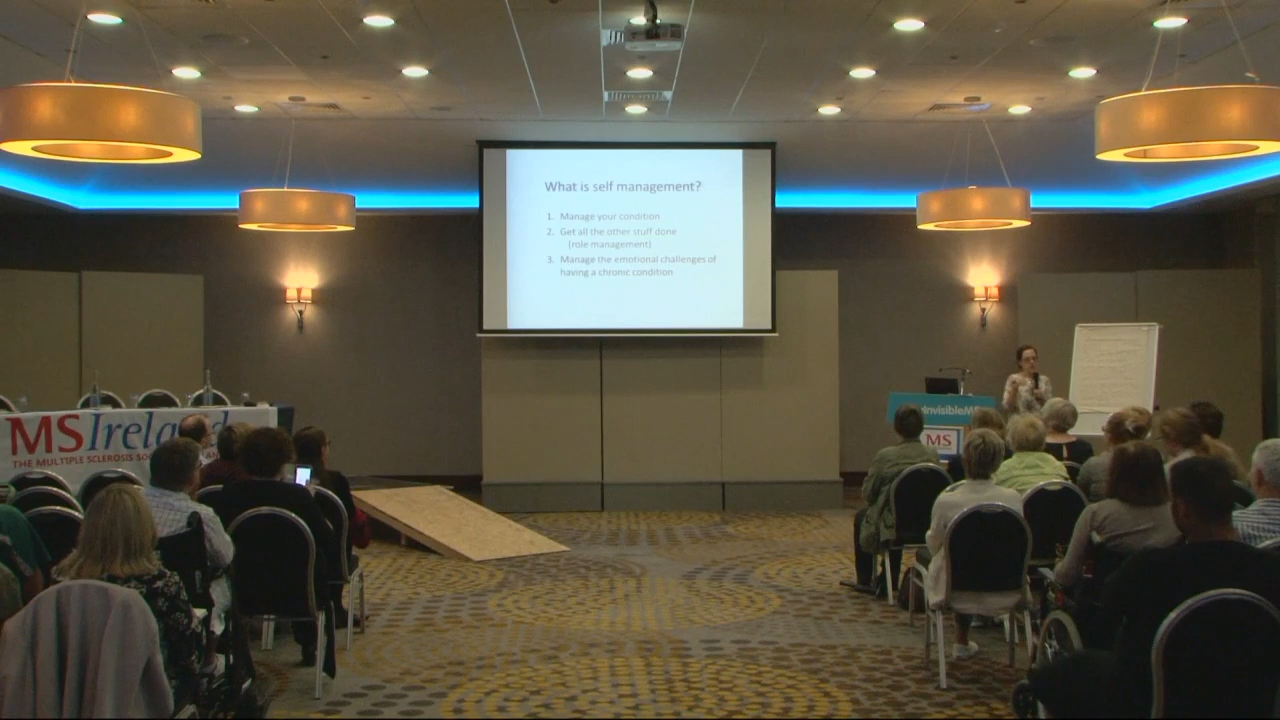 What is self management?
1. Manage your condition
2. Get all the other stuff done
(role management)
3. Manage the emotional challenges of
having a chronic condition
MS Ireland
THE MULTIPLE SCLEROSIS
InvisibleMS
MS